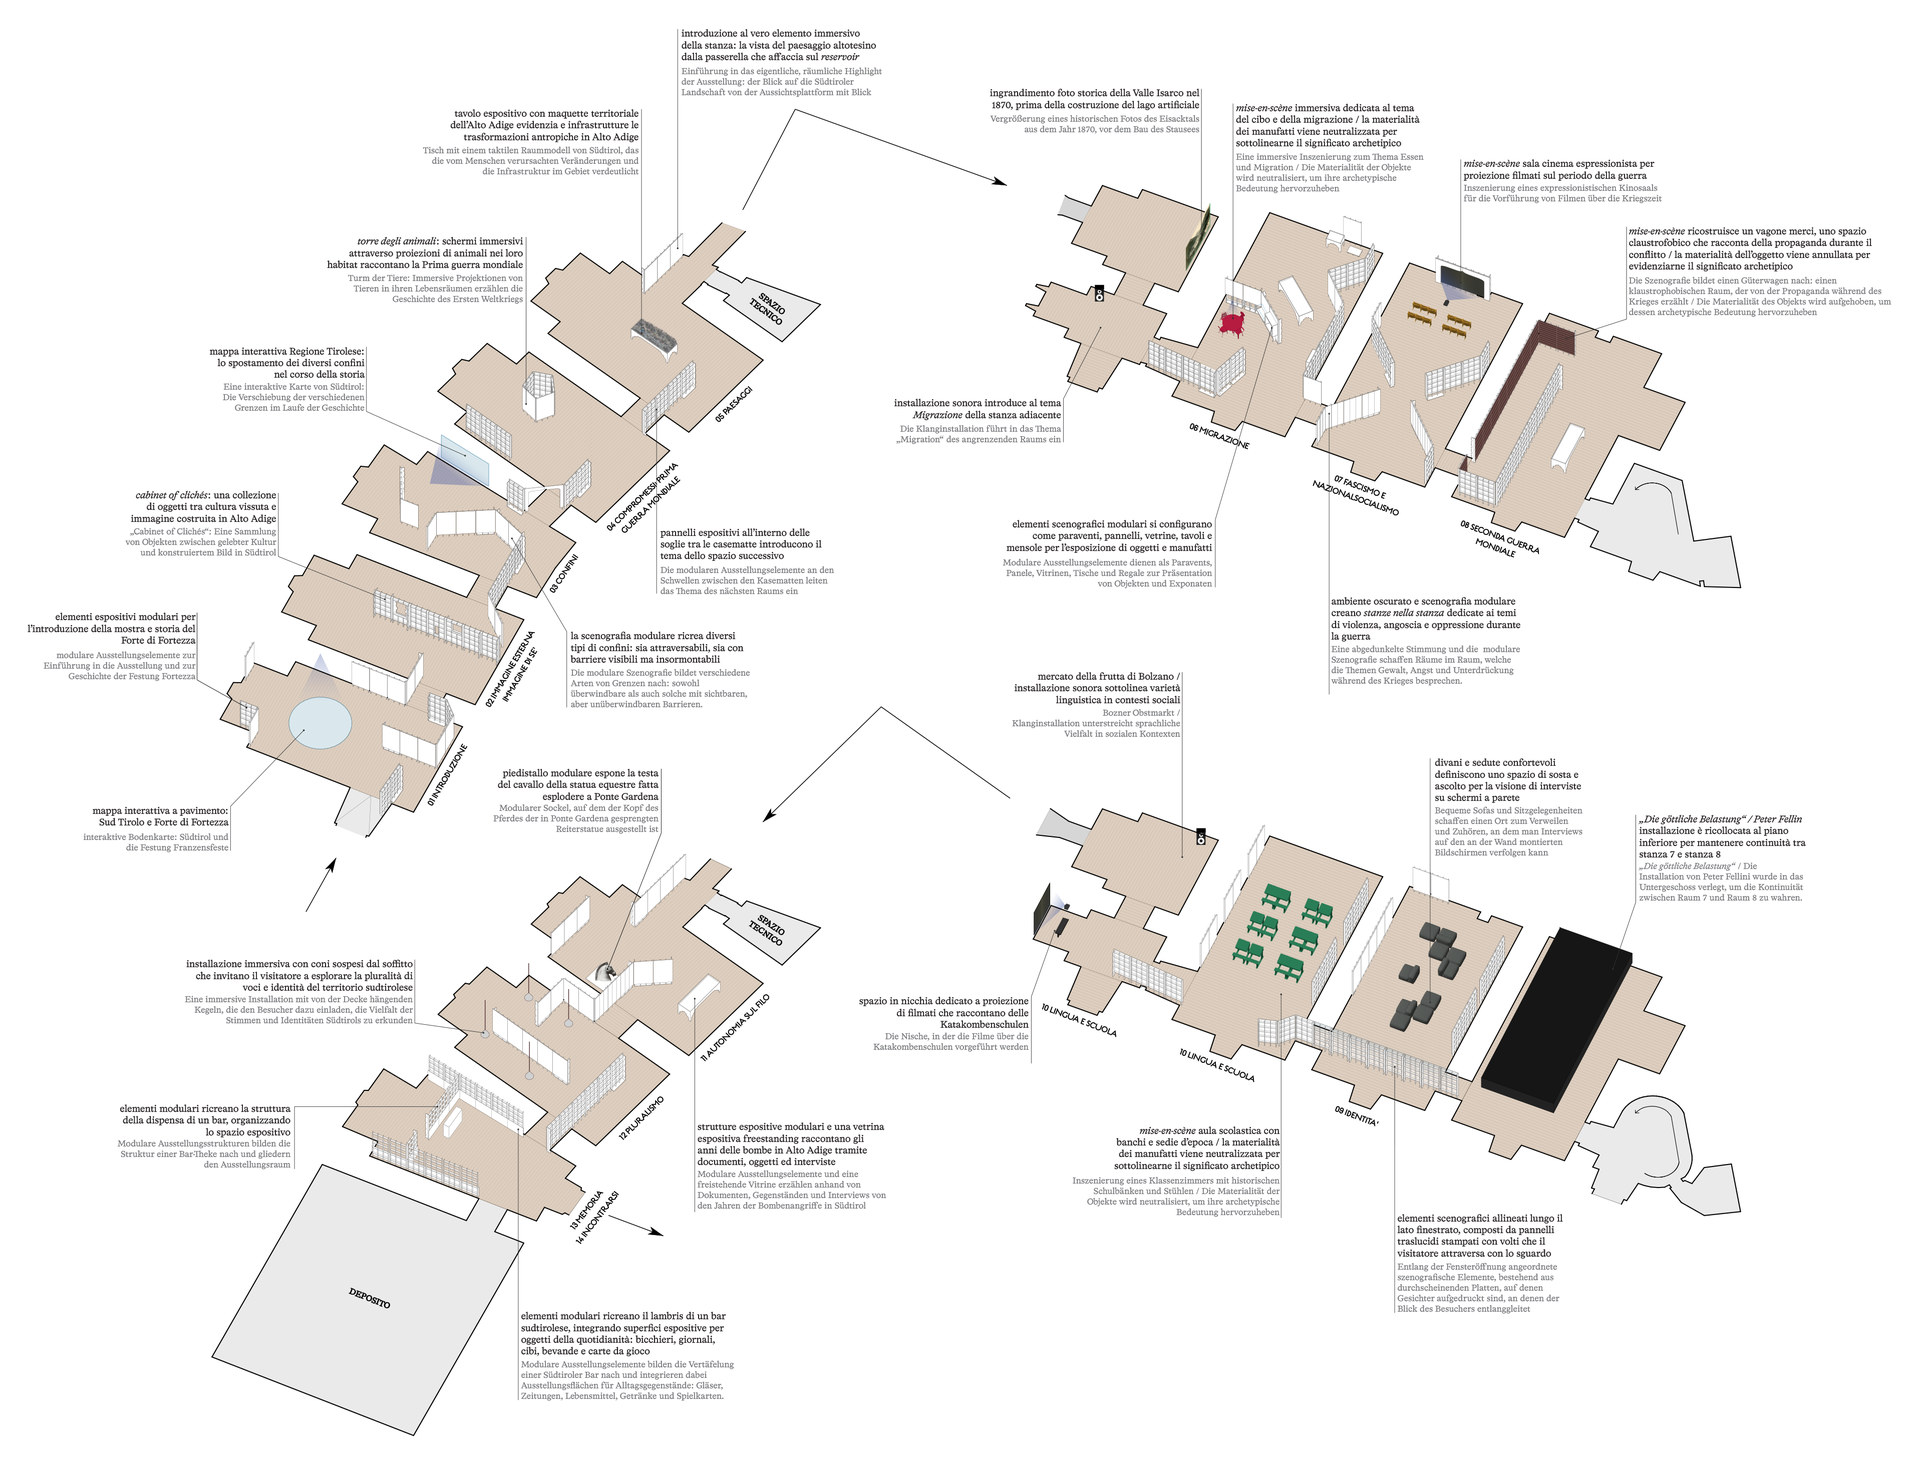 introduzione al vero elemento immersivo
della stanza: la vista del paesaggio altotesino
dalla passerella che affaccia sul reservoir
Einführung in das eigentliche, räumliche Highlight
der Ausstellung: der Blick auf die Südtiroler
Landschaft von der Aussichtsplattform mit Blick
tavolo espositivo con maquette territoriale
dell'Alto Adige evidenzia e infrastrutture le
trasformazioni antropiche in Alto Adige
Tisch mit einem taktilen Raummodell von Südtirol, das
die vom Menschen verursachten Veränderungen und
die Infrastruktur im Gebiet verdeutlicht
torre degli animali: schermi immersivi
attraverso proiezioni di animali nei loro
habitat raccontano la Prima guerra mondiale
Turm der Tiere: Immersive Projektionen von
Tieren in ihren Lebensräumen erzählen die
Geschichte des Ersten Weltkriegs
SPAZIO
TECNICO
mappa interattiva Regione Tirolese:
lo spostamento dei diversi confini
nel corso della storia
Eine interaktive Karte von Südtirol:
Die Verschiebung der verschiedenen
Grenzen im Laufe der Geschichte
05 PAESAGGI
cabinet of clichés: una collezione
di oggetti tra cultura vissuta e
immagine costruita in Alto Adige
„Cabinet of Clichés“: Eine Sammlung
von Objekten zwischen gelebter Kultur
und konstruiertem Bild in Südtirol
04 COMPROMESSI: PRIMA
GUERRA MONDIALE
pannelli espositivi all'interno delle
soglie tra le casematte introducono il
tema dello spazio successivo
Die modularen Ausstellungselemente an den
Schwellen zwischen den Kasematten leiten
das Thema des nächsten Raums ein
03 CONFINI
elementi espositivi modulari per
l'introduzione della mostra e storia del
Forte di Fortezza
modulare Ausstellungselemente zur
Einführung in die Ausstellung und zur
Geschichte der Festung Fortezza
la scenografia modulare ricrea diversi
tipi di confini: sia attraversabili, sia con
barriere visibili ma insormontabili
Die modulare Szenografie bildet verschiedene
Arten von Grenzen nach: sowohl
überwindbare als auch solche mit sichtbaren,
aber unüberwindbaren Barrieren.
02 IMMAGINE ESTERNA
IMMAGINE DI SE'
01 INTRODUZIONE
mappa interattiva a pavimento:
Sud Tirolo e Forte di Fortezza
interaktive Bodenkarte: Südtirol und
die Festung Franzensfeste
ingrandimento foto storica della Valle Isarco nel
1870, prima della costruzione del lago artificiale
Vergrößerung eines historischen Fotos des Eisacktals
aus dem Jahr 1870, vor dem Bau des Stausees
mise-en-scène immersiva dedicata al tema
del cibo e della migrazione / la materialità
dei manufatti viene neutralizzata per
sottolinearne il significato archetipico
Eine immersive Inszenierung zum Thema Essen
und Migration / Die Materialität der Objekte
wird neutralisiert, um ihre archetypische
Bedeutung hervorzuheben
mise-en-scène sala cinema espressionista per
proiezione filmati sul periodo della guerra
Inszenierung eines expressionistischen Kinosaals
für die Vorführung von Filmen über die Kriegszeit
mise-en-scène ricostruisce un vagone merci, uno spazio
claustrofobico che racconta della propaganda durante il
conflitto / la materialità dell'oggetto viene annullata per
evidenziarne il significato archetipico
Die Szenografie bildet einen Güterwagen nach: einen
klaustrophobischen Raum, der von der Propaganda während des
Krieges erzählt / Die Materialität des Objekts wird aufgehoben, um
dessen archetypische Bedeutung hervorzuheben
installazione sonora introduce al tema
Migrazione della stanza adiacente
Die Klanginstallation führt in das Thema
„Migration“ des angrenzenden Raums ein
06 MIGRAZIONE
07 FASCISMO E
NAZIONALSOCIALISMO
08 SECONDA GUERRA
MONDIALE
elementi scenografici modulari si configurano
come paraventi, pannelli, vetrine, tavoli e
mensole per l'esposizione di oggetti e manufatti
Modulare Ausstellungselemente dienen als Paravents,
Panele, Vitrinen, Tische und Regale zur Präsentation
von Objekten und Exponaten
ambiente oscurato e scenografia modulare
creano stanze nella stanza dedicate ai temi
di violenza, angoscia e oppressione durante
la guerra
Eine abgedunkelte Stimmung und die modulare
Szenografie schaffen Räume im Raum, welche
die Themen Gewalt, Angst und Unterdrückung
während des Krieges besprechen.
mercato della frutta di Bolzano /
installazione sonora sottolinea varietà
linguistica in contesti sociali
Bozner Obstmarkt /
Klanginstallation unterstreicht sprachliche
Vielfalt in sozialen Kontexten
divani e sedute confortevoli
definiscono uno spazio di sosta e
ascolto per la visione di interviste
su schermi a parete
Bequeme Sofas und Sitzgelegenheiten
schaffen einen Ort zum Verweilen
und Zuhören, an dem man Interviews
auf den an der Wand montierten
Bildschirmen verfolgen kann
„Die göttliche Belastung“ / Peter Fellin
installazione è ricollocata al piano
inferiore per mantenere continuità tra
stanza 7 e stanza 8
„Die göttliche Belastung“ / Die
Installation von Peter Fellini wurde in das
Untergeschoss verlegt, um die Kontinuität
zwischen Raum 7 und Raum 8 zu wahren.
spazio in nicchia dedicato a proiezione
di filmati che raccontano delle
Katakombenschulen
Die Nische, in der die Filme über die
Katakombenschulen vorgeführt werden
10 LINGUA E SCUOLA
10 LINGUA E SCUOLA
09 IDENTITA'
mise-en-scène aula scolastica con
banchi e sedie d'epoca / la materialità
dei manufatti viene neutralizzata per
sottolinearne il significato archetipico
Inszenierung eines Klassenzimmers mit historischen
Schulbänken und Stühlen / Die Materialität der
Objekte wird neutralisiert, um ihre archetypische
Bedeutung hervorzuheben
elementi scenografici allineati lungo il
lato finestrato, composti da pannelli
traslucidi stampati con volti che il
visitatore attraversa con lo sguardo
Entlang der Fensteröffnung angeordnete
szenografische Elemente, bestehend aus
durchscheinenden Platten, auf denen
Gesichter aufgedruckt sind, an denen der
Blick des Besuchers entlanggleitet
piedistallo modulare espone la testa
del cavallo della statua equestre fatta
esplodere a Ponte Gardena
Modularer Sockel, auf dem der Kopf des
Pferdes der in Ponte Gardena gesprengten
Reiterstatue ausgestellt ist
SPAZIO
TECNICO
installazione immersiva con coni sospesi dal soffitto
che invitano il visitatore a esplorare la pluralità di
voci e identità del territorio sudtirolese
Eine immersive Installation mit von der Decke hängenden
Kegeln, die den Besucher dazu einladen, die Vielfalt der
Stimmen und Identitäten Südtirols zu erkunden
11 AUTONOMIA SUL FILO
12 PLURALISMO
elementi modulari ricreano la struttura
della dispensa di un bar, organizzando
lo spazio espositivo
Modulare Ausstellungsstrukturen bilden die
Struktur einer Bar-Theke nach und gliedern
den Ausstellungsraum
strutture espositive modulari e una vetrina
espositiva freestanding raccontano gli
anni delle bombe in Alto Adige tramite
documenti, oggetti ed interviste
Modulare Ausstellungselemente und eine
freistehende Vitrine erzählen anhand von
Dokumenten, Gegenständen und Interviews von
den Jahren der Bombenangriffe in Südtirol
13 MEMORIA
14 INCONTRARSI
DEPOSITO
elementi modulari ricreano il lambris di un bar
sudtirolese, integrando superfici espositive per
oggetti della quotidianità: bicchieri, giornali,
cibi, bevande e carte da gioco
Modulare Ausstellungselemente bilden die Vertäfelung
einer Südtiroler Bar nach und integrieren dabei
Ausstellungsflächen für Alltagsgegenstände: Gläser,
Zeitungen, Lebensmittel, Getränke und Spielkarten.